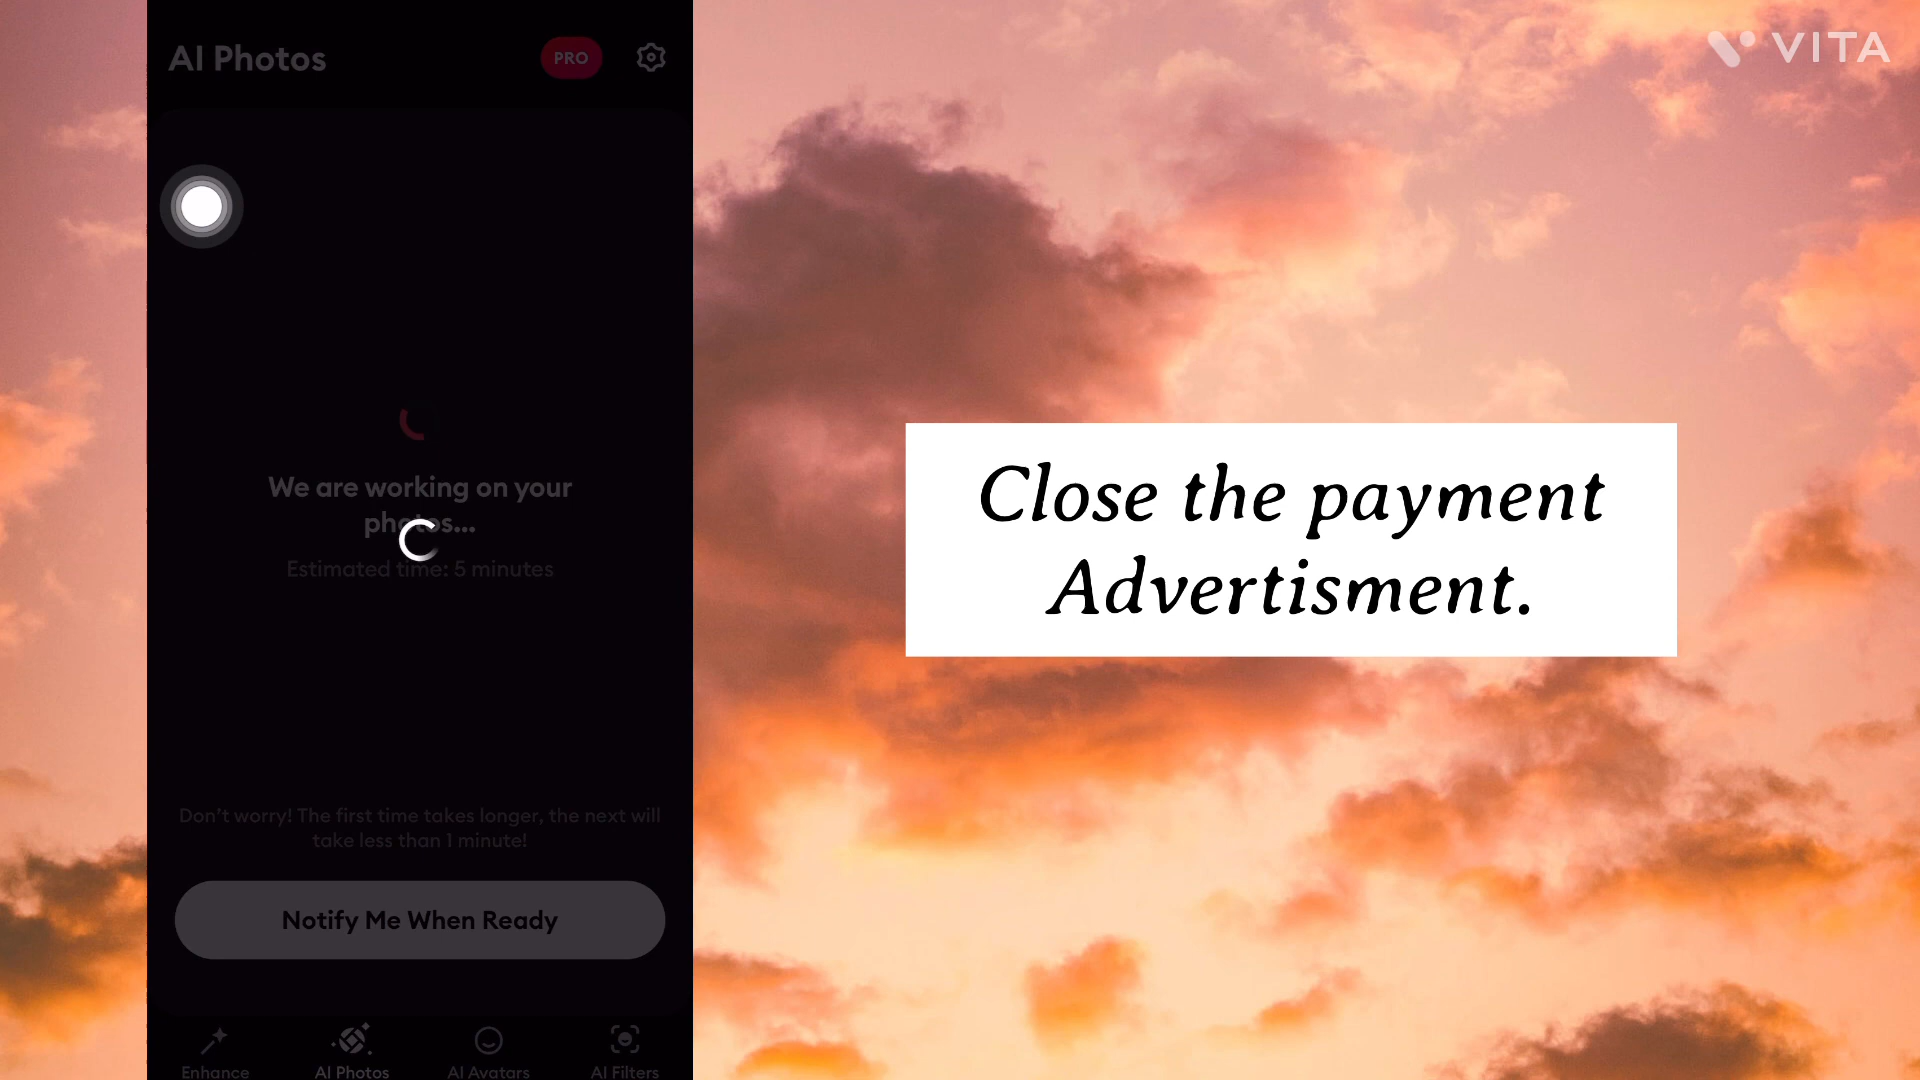 AI Photos
PRO
VITA
We are working on your
photos...
Estimated time: 5 minutes
Close the payment
Advertisment.
Don't worry! The first time takes longer, the next will
take less than 1 minute!
Notify Me When Ready
Enhance
AI Photos
AI Avatars
AI Filters